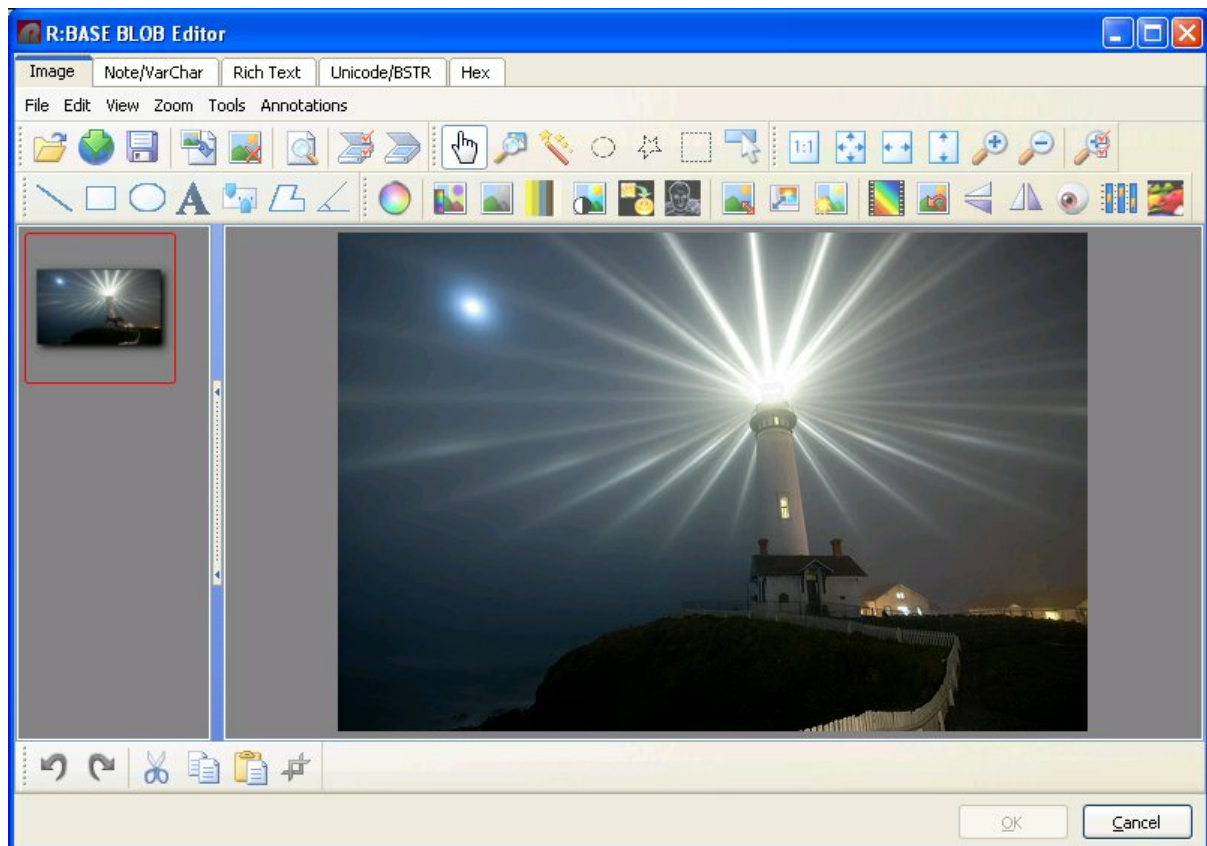 R:BASE BLOB Editor
Image Note/VarChar Rich Text Unicode/BSTR Hex
File Edit View Zoom Tools Annotations
1:1
A
OK Cancel